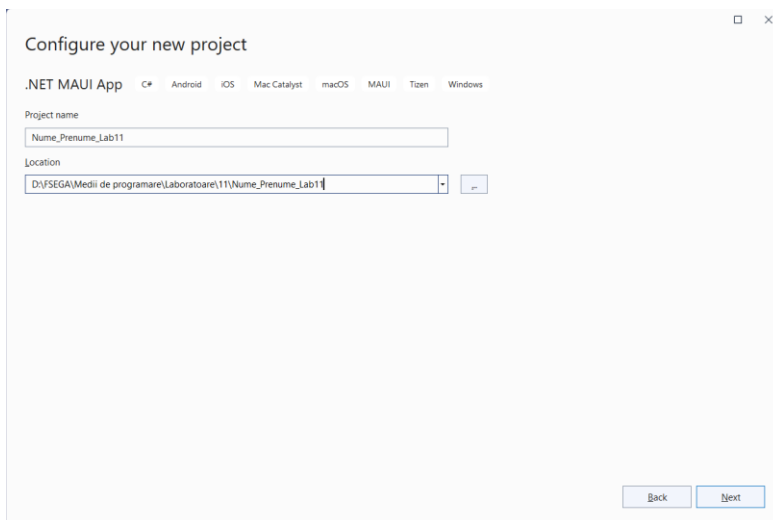 Configure your new project
.NET MAUI App C# Android iOS Mac Catalyst macOS MAUI Tizen Windows
Project name
Nume_Prenume_Lab11
Location
D:\FSEGA\Medii de programare\Laboratoare\11\Nume_Prenume_Lab11
...
Back Next